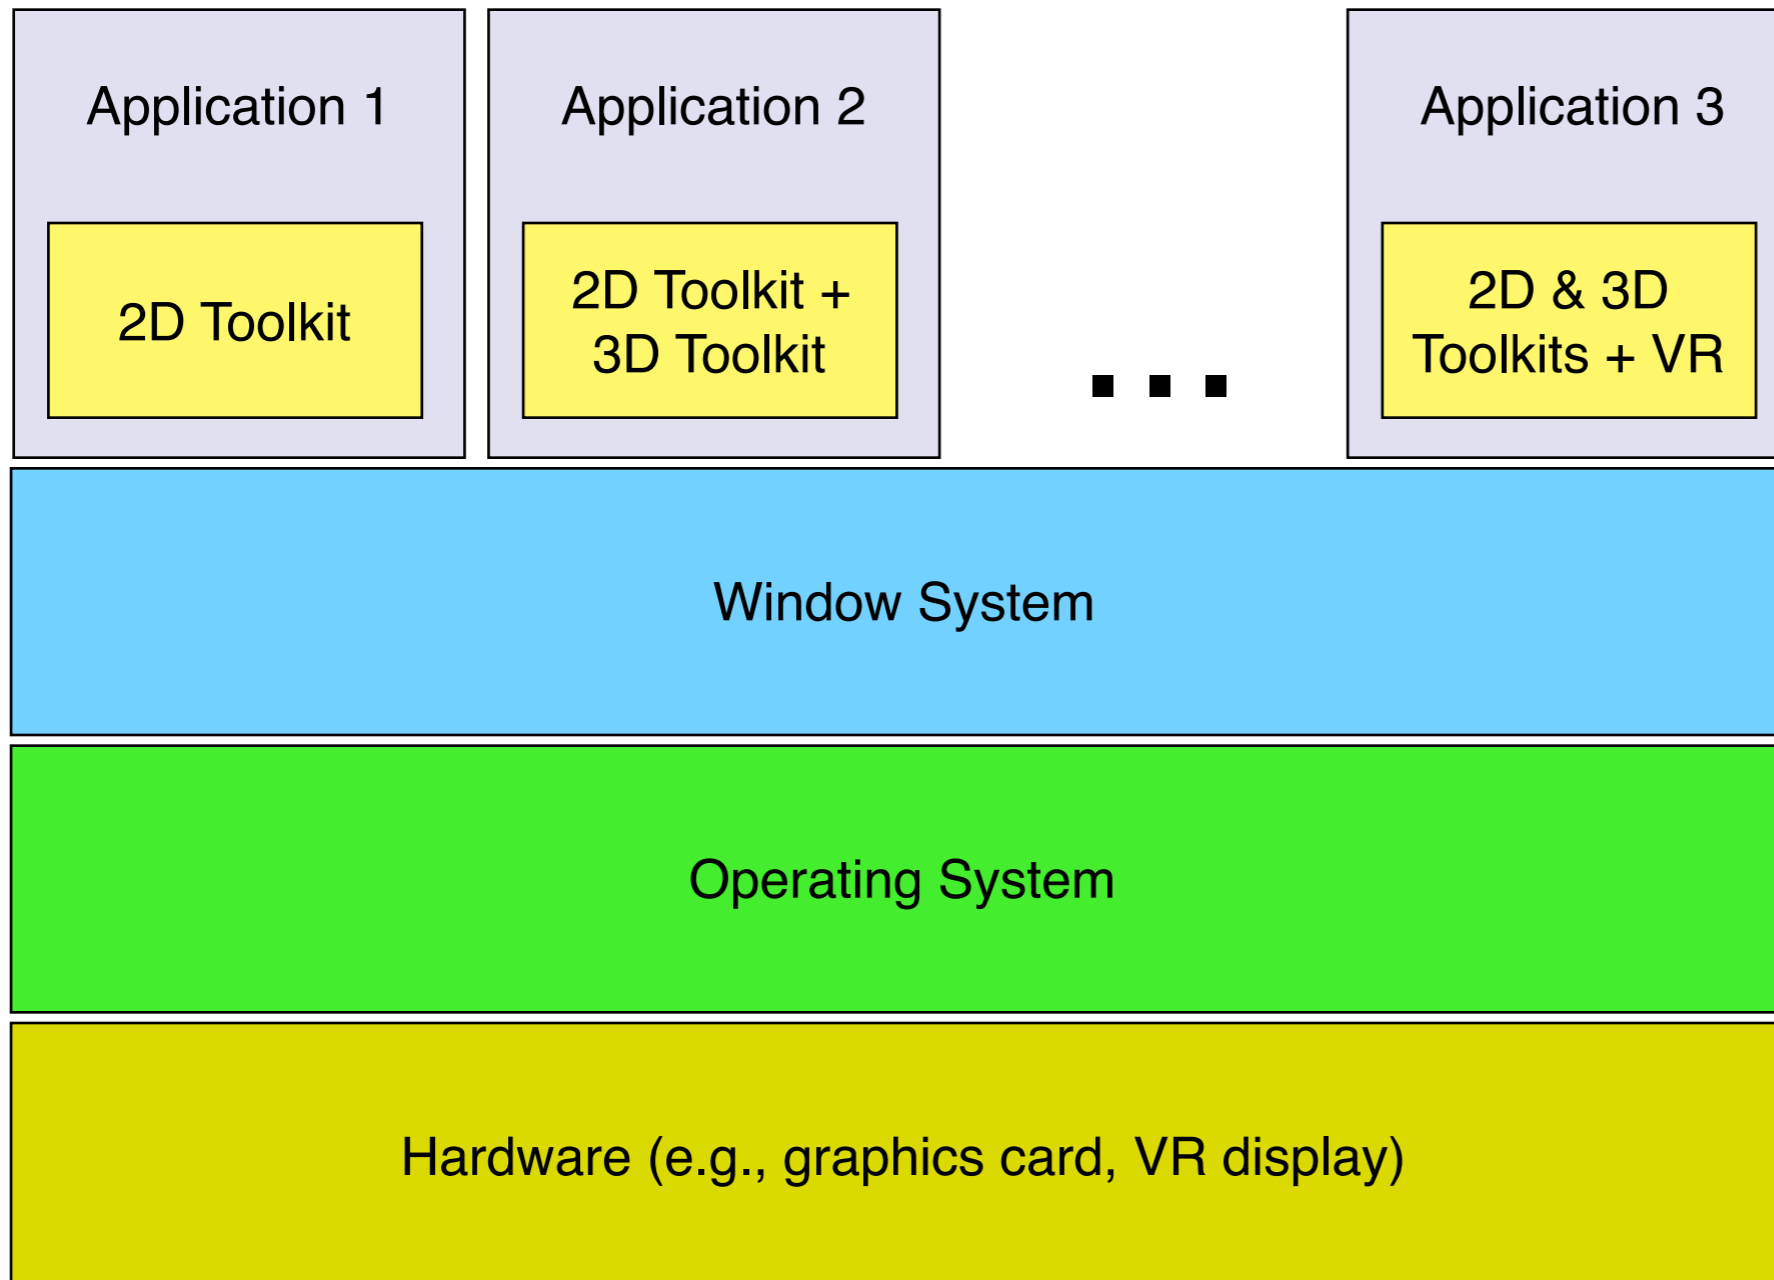 Application 1
Application 2
Application 3
2D Toolkit
2D Toolkit +
3D Toolkit
...
2D & 3D
Toolkits + VR
Window System
Operating System
Hardware (e.g., graphics card, VR display)